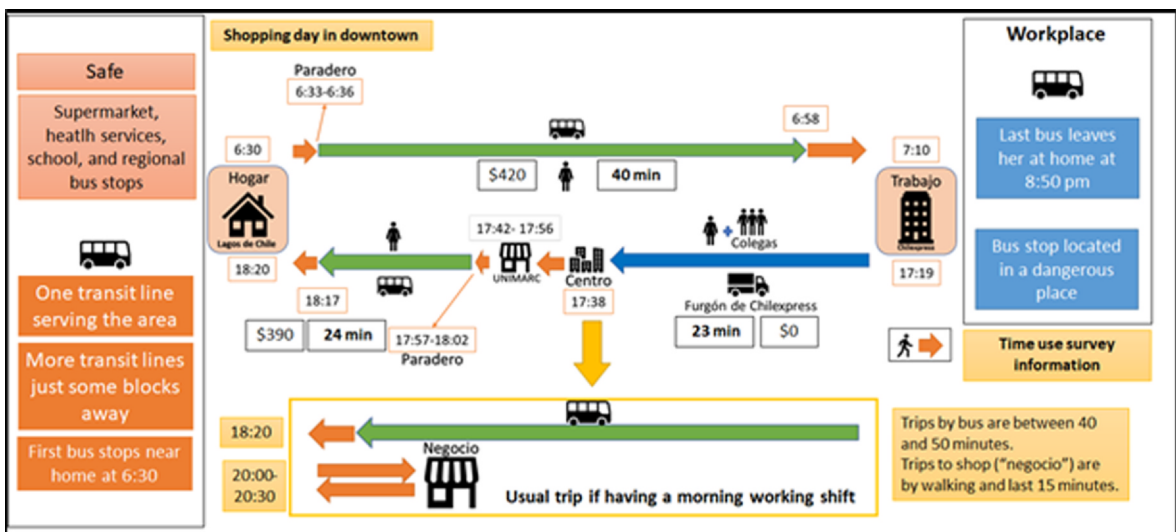 Shopping day in downtown
Safe
Supermarket,
heatlh services,
school, and regional
bus stops
One transit line
serving the area
More transit lines
just some blocks
away
First bus stops near
home at 6:30
Paradero
6:33-6:36
6:30
6:58
7:10
$420
40 min
Hogar
Lagos de Chile
18:20
Trabajo
Chilexpress
17:19
17:42- 17:56
UNIMARC
Centro
17:38
+
Colegas
Furgón de Chilexpress
23 min
$0
18:17
$390
24 min
17:57-18:02
Paradero
Workplace
Last bus leaves
her at home at
8:50 pm
Bus stop located
in a dangerous
place
Time use survey
information
18:20
20:00-
20:30
Negocio
Usual trip if having a morning working shift
Trips by bus are between 40
and 50 minutes.
Trips to shop ("negocio") are
by walking and last 15 minutes.